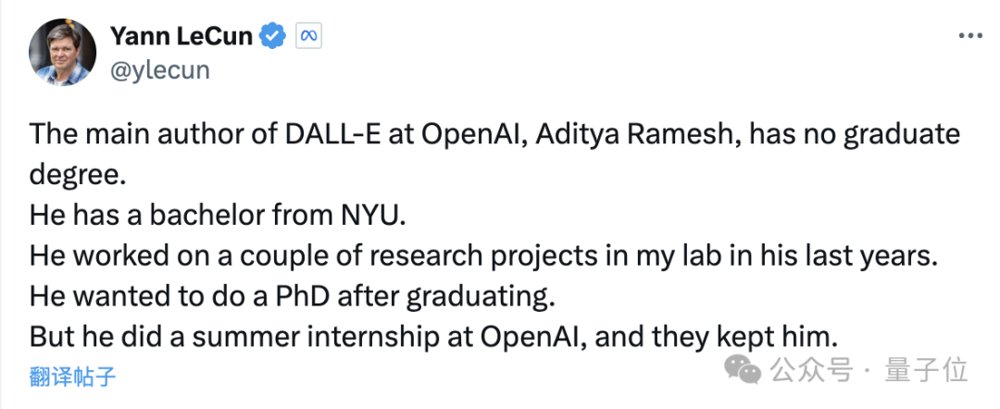 Yann LeCun
@ylecun
The main author of DALL-E at OpenAI, Aditya Ramesh, has no graduate
degree.
He has a bachelor from NYU.
He worked on a couple of research projects in my lab in his last years.
He wanted to do a PhD after graduating.
But he did a summer internship at OpenAI, and they kept him.
翻译帖子
公众号 · 量子位